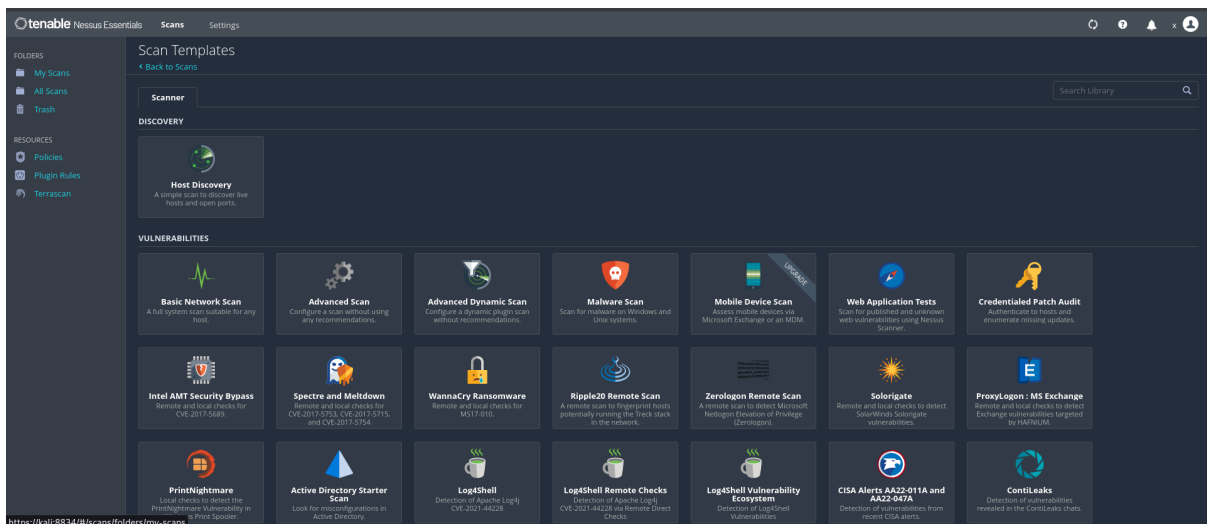 tenable Nessus Essentials Scans Settings
x
FOLDERS
My Scans
All Scans
Trash
RESOURCES
Policies
Plugin Rules
Terrascan
Scan Templates
Back to Scans
Scanner
Search Library
DISCOVERY
Host Discovery
A simple scan to discover live
hosts and open ports.
VULNERABILITIES
Basic Network Scan
A full system scan suitable for any
host.
Advanced Scan
Configure a scan without using
any recommendations.
Advanced Dynamic Scan
Configure a dynamic plugin scan
without recommendations.
Malware Scan
Scan for malware on Windows and
Unix systems.
UPGRADE
Mobile Device Scan
Assess mobile devices via
Microsoft Exchange or an MDM.
Web Application Tests
Scan for published and unknown
web vulnerabilities using Nessus
Scanner.
Credentialed Patch Audit
Authenticate to hosts and
enumerate missing updates.
Intel AMT Security Bypass
Remote and local checks for
CVE-2017-5689.
Spectre and Meltdown
Remote and local checks for
CVE-2017-5753, CVE-2017-5715,
and CVE-2017-5754
WannaCry Ransomware
Remote and local checks for
MS17-010.
Ripple20 Remote Scan
A remote scan to fingerprint hosts
potentially running the Treck stack
in the network.
Zerologon Remote Scan
A remote scan to detect Microsoft
Netlogon Elevation of Privilege
(Zerologon).
Solorigate
Remote and local checks to detect
SolarWinds Solorigate
vulnerabilities.
E
ProxyLogon : MS Exchange
Remote and local checks to detect
Exchange vulnerabilities targeted
by HAFNIUM.
PrintNightmare
Local checks to detect the
PrintNightmare Vulnerability in
s Print Spooler.
Active Directory Starter
Scan
Look for misconfigurations in
Active Directory.
Log4Shell
Detection of Apache Log4j
CVE-2021-44228
Log4Shell Remote Checks
Detection of Apache Log4j
CVE-2021-44228 via Remote Direct
Checks
Log4Shell Vulnerability
Ecosystem
Detection of Log4Shell
Vulnerabilities
CISA Alerts AA22-011A and
AA22-047A
Detection of vulnerabilities from
recent CISA alerts.
ContiLeaks
Detection of vulnerabilities
revealed in the ContiLeaks chats.
https://kali:8834/#/scans/folders/my-scans